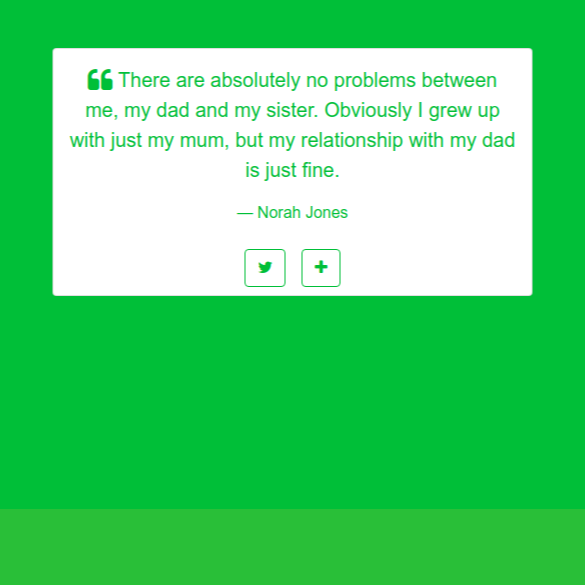 There are absolutely no problems between
me, my dad and my sister. Obviously I grew up
with just my mum, but my relationship with my dad
is just fine.
— Norah Jones